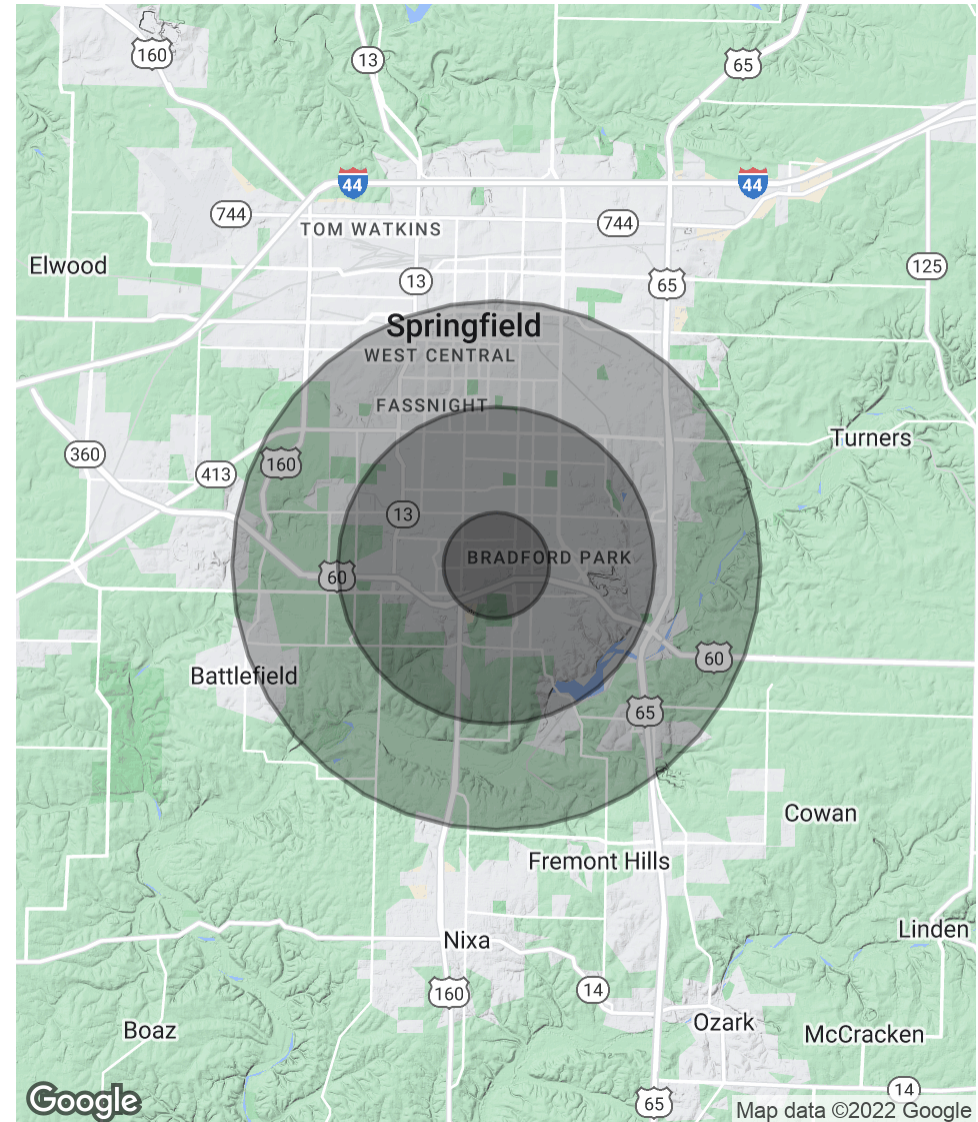 160
13
65
44
44
744
744
TOM WATKINS
Elwood
125
13
65
Springfield
WEST CENTRAL
FASSNIGHT
Turners
360
160
413
13
BRADFORD PARK
60
60
Battlefield
65
Cowan
Fremont Hills
Linden
Nixa
160
14
Ozark
Boaz
McCracken
14
Google
65
Map data ©2022 Google